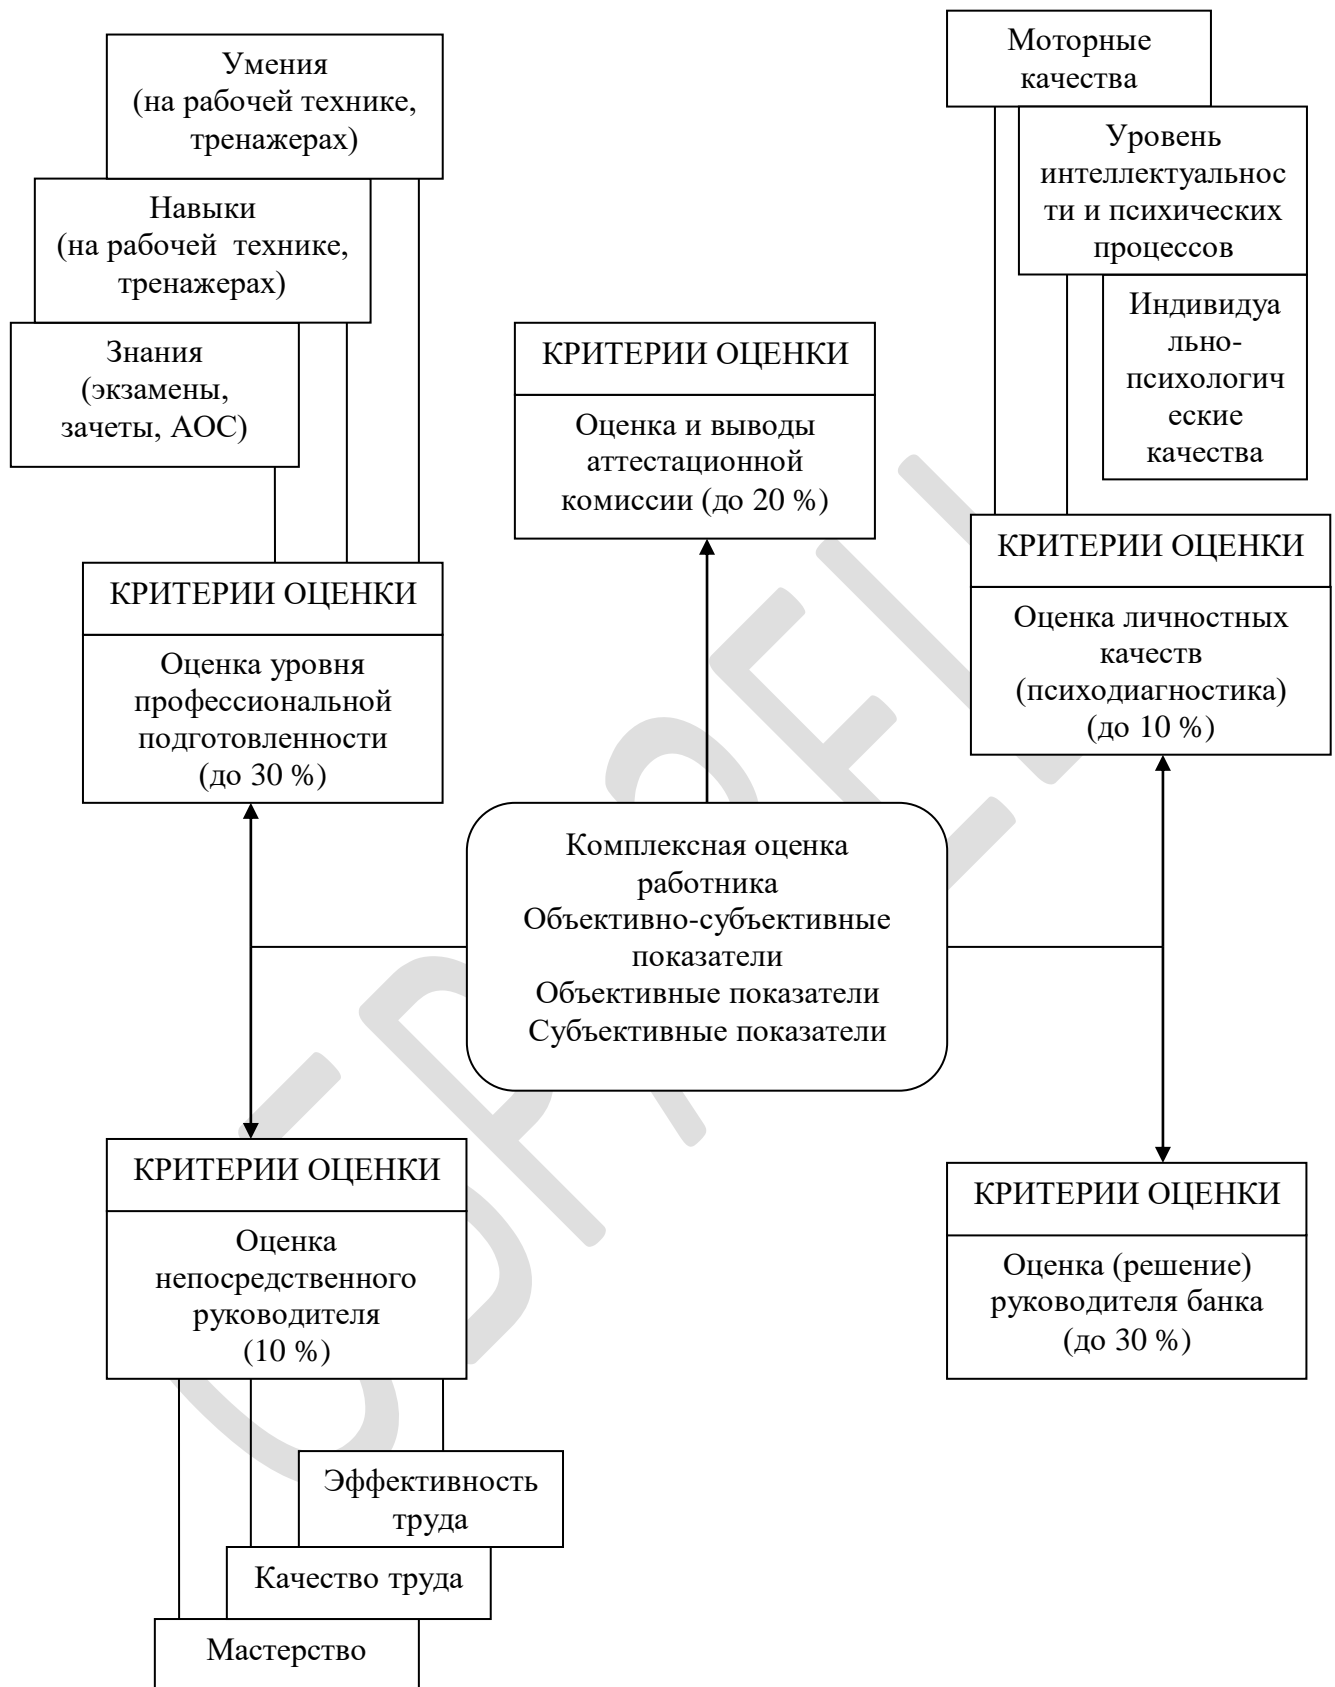 Умения
(на рабочей технике,
тренажерах)
Навыки
(на рабочей  технике,
тренажерах)
Знания
(экзамены,
зачеты, АОС)
КРИТЕРИИ ОЦЕНКИ
Оценка уровня
профессиональной
подготовленности
(до 30 %)
КРИТЕРИИ ОЦЕНКИ
Оценка и выводы
аттестационной
комиссии (до 20 %)
Моторные
качества
Уровень
интеллектуальнос
ти и психических
процессов
Индивидуа
льно-
психологич
еские
качества
КРИТЕРИИ ОЦЕНКИ
Оценка личностных
качеств
(психодиагностика)
(до 10 %)
Комплексная оценка
работника
Объективно-субъективные
показатели
Объективные показатели
Субъективные показатели
КРИТЕРИИ ОЦЕНКИ
Оценка
непосредственного
руководителя
(10 %)
Эффективность
труда
Качество труда
Мастерство
КРИТЕРИИ ОЦЕНКИ
Оценка (решение)
руководителя банка
(до 30 %)